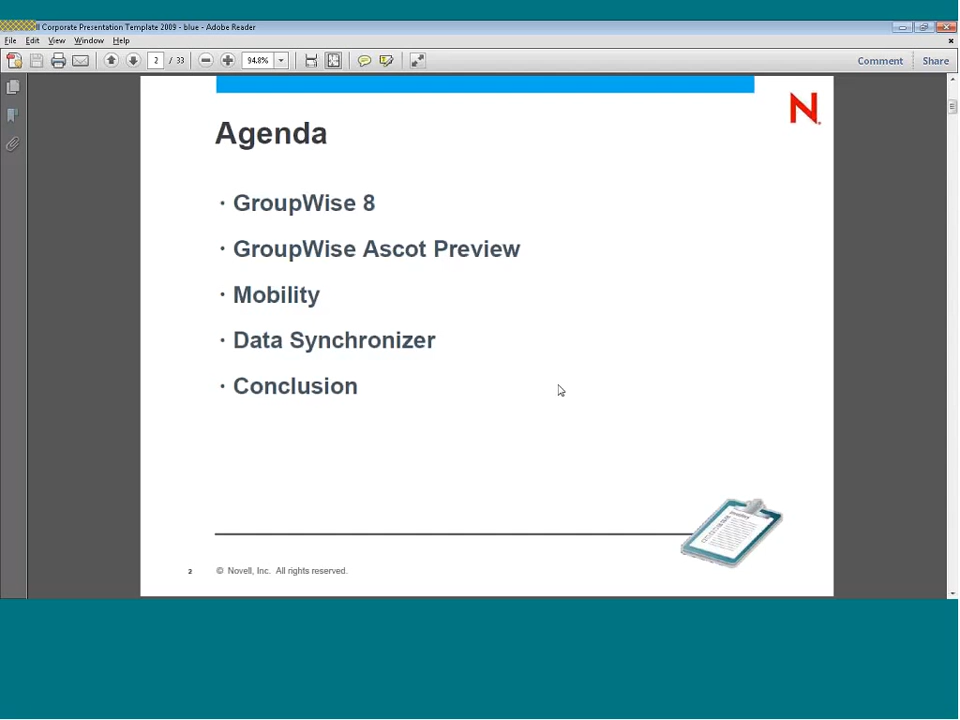 ll Corporate Presentation Template 2009 - blue - Adobe Reader
File Edit View Window Help
2 / 33 94.8% Comment Share
N
Agenda
· GroupWise 8
· GroupWise Ascot Preview
· Mobility
· Data Synchronizer
· Conclusion
2 © Novell, Inc. All rights reserved.